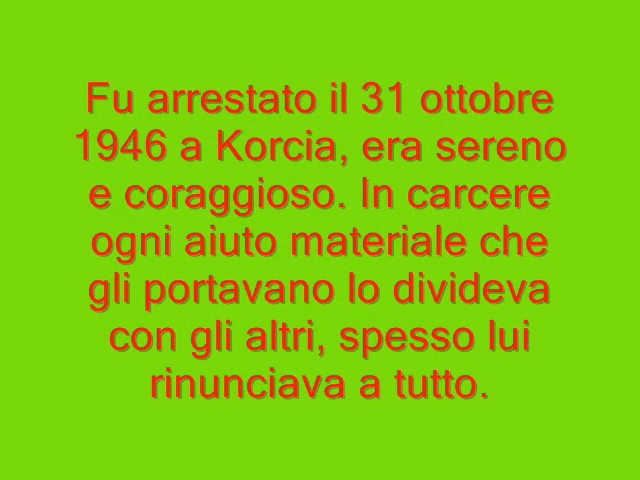 Fu arrestato il 31 ottobre
1946 a Korcia, era sereno
e coraggioso. In carcere
ogni aiuto materiale che
gli portavano lo divideva
con gli altri, spesso lui
rinunciava a tutto.